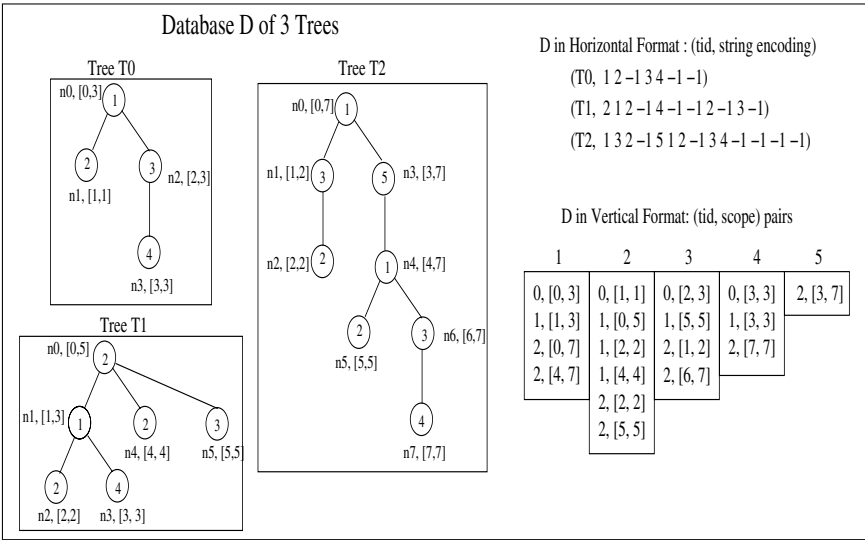 Database D of 3 Trees
Tree T0
n0, [0,3]
1
2
3
n2, [2,3]
n1, [1,1]
4
n3, [3,3]
Tree T1
n0, [0,5]
2
n1, [1,3]
1
2
3
n4, [4, 4]
n5, [5,5]
2
4
n2, [2,2]
n3, [3, 3]
Tree T2
n0, [0,7]
1
n1, [1,2]
3
5
n3, [3,7]
n2, [2,2]
2
1
n4, [4,7]
2
3
n6, [6,7]
n5, [5,5]
4
n7, [7,7]
D in Horizontal Format : (tid, string encoding)
(T0, 1 2 −1 3 4 −1 −1)
(T1, 2 1 2 −1 4 −1 −1 2 −1 3 −1)
(T2, 1 3 2 −1 5 1 2 −1 3 4 −1 −1 −1 −1)
D in Vertical Format: (tid, scope) pairs
1 2 3 4 5
0, [0, 3] 0, [1, 1] 0, [2, 3] 0, [3, 3] 2, [3, 7]
1, [1, 3] 1, [0, 5] 1, [5, 5] 1, [3, 3]
2, [0, 7] 1, [2, 2] 2, [1, 2] 2, [7, 7]
2, [4, 7] 1, [4, 4] 2, [6, 7]
2, [2, 2]
2, [5, 5]